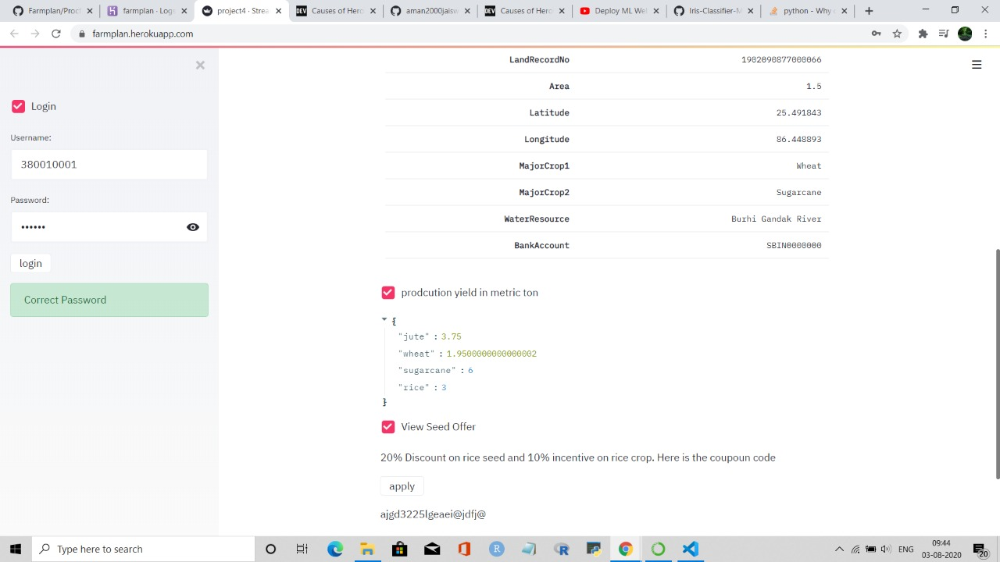 farmplan/Proc
farmplan · Log
project4 · Strea
Causes of Hero
aman2000jaisw
Causes of Hero
Deploy ML Wel
Iris-Classifier-M
python - Why
farmplan.herokuapp.com
Login
Username:
380010001
Password:
login
Correct Password
LandRecordNo 1902090877000066
Area 1.5
Latitude 25.491843
Longitude 86.448893
MajorCrop1 Wheat
MajorCrop2 Sugarcane
WaterResource Burhi Gandak River
BankAccount SBIN0000000
prodcution yield in metric ton
{
"jute" : 3.75
"wheat" : 1.9500000000000002
"sugarcane" : 6
"rice" : 3
}
View Seed Offer
20% Discount on rice seed and 10% incentive on rice crop. Here is the coupoun code
apply
ajgd3225lgeaei@jdfj@
Type here to search
ENG
09:44
03-08-2020
20